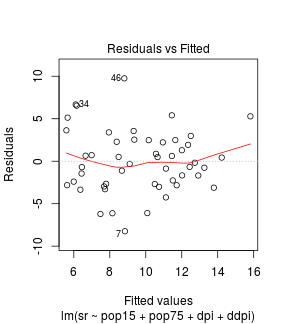 Residuals vs Fitted
Residuals
10
5
0
-5
-10
46
34
7
6 8 10 12 14 16
Fitted values
lm(sr ~ pop15 + pop75 + dpi + ddpi)